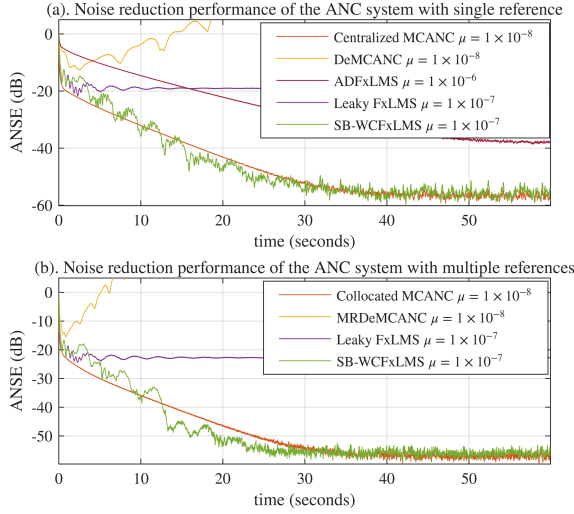 (a). Noise reduction performance of the ANC system with single reference
ANSE (dB)
0
-20
-40
-60
Centralized MCANC μ = 1 × 10⁻⁸
DeMCANC μ = 1 × 10⁻⁸
ADFxLMS μ = 1 × 10⁻⁶
Leaky FxLMS μ = 1 × 10⁻⁷
SB-WCFxLMS μ = 1 × 10⁻⁷
0 10 20 30 40 50
time (seconds)
(b). Noise reduction performance of the ANC system with multiple references
ANSE (dB)
0
-10
-20
-30
-40
-50
Collocated MCANC μ = 1 × 10⁻⁸
MRDeMCANC μ = 1 × 10⁻⁸
Leaky FxLMS μ = 1 × 10⁻⁷
SB-WCFxLMS μ = 1 × 10⁻⁷
0 10 20 30 40 50
time (seconds)